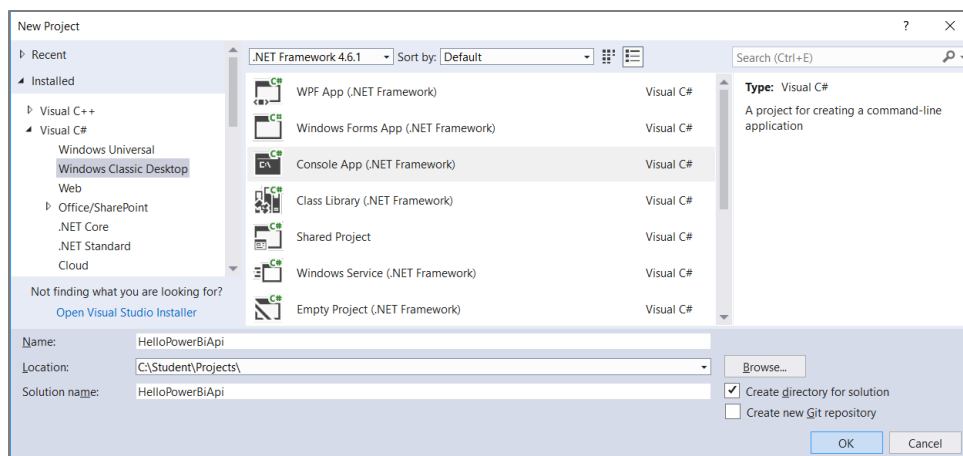 New Project
? ×
Recent
.NET Framework 4.6.1 Sort by: Default
Search (Ctrl+E)
Installed
Visual C++
Visual C#
Windows Universal
Windows Classic Desktop
Web
Office/SharePoint
.NET Core
.NET Standard
Cloud
Not finding what you are looking for?
Open Visual Studio Installer
C# WPF App (.NET Framework) Visual C#
C# Windows Forms App (.NET Framework) Visual C#
C# Console App (.NET Framework) Visual C#
C# Class Library (.NET Framework) Visual C#
C# Shared Project Visual C#
C# Windows Service (.NET Framework) Visual C#
C# Empty Project (.NET Framework) Visual C#
Type: Visual C#
A project for creating a command-line
application
Name: HelloPowerBiApi
Location: C:\Student\Projects\ Browse...
Solution name: HelloPowerBiApi
Create directory for solution
Create new Git repository
OK Cancel